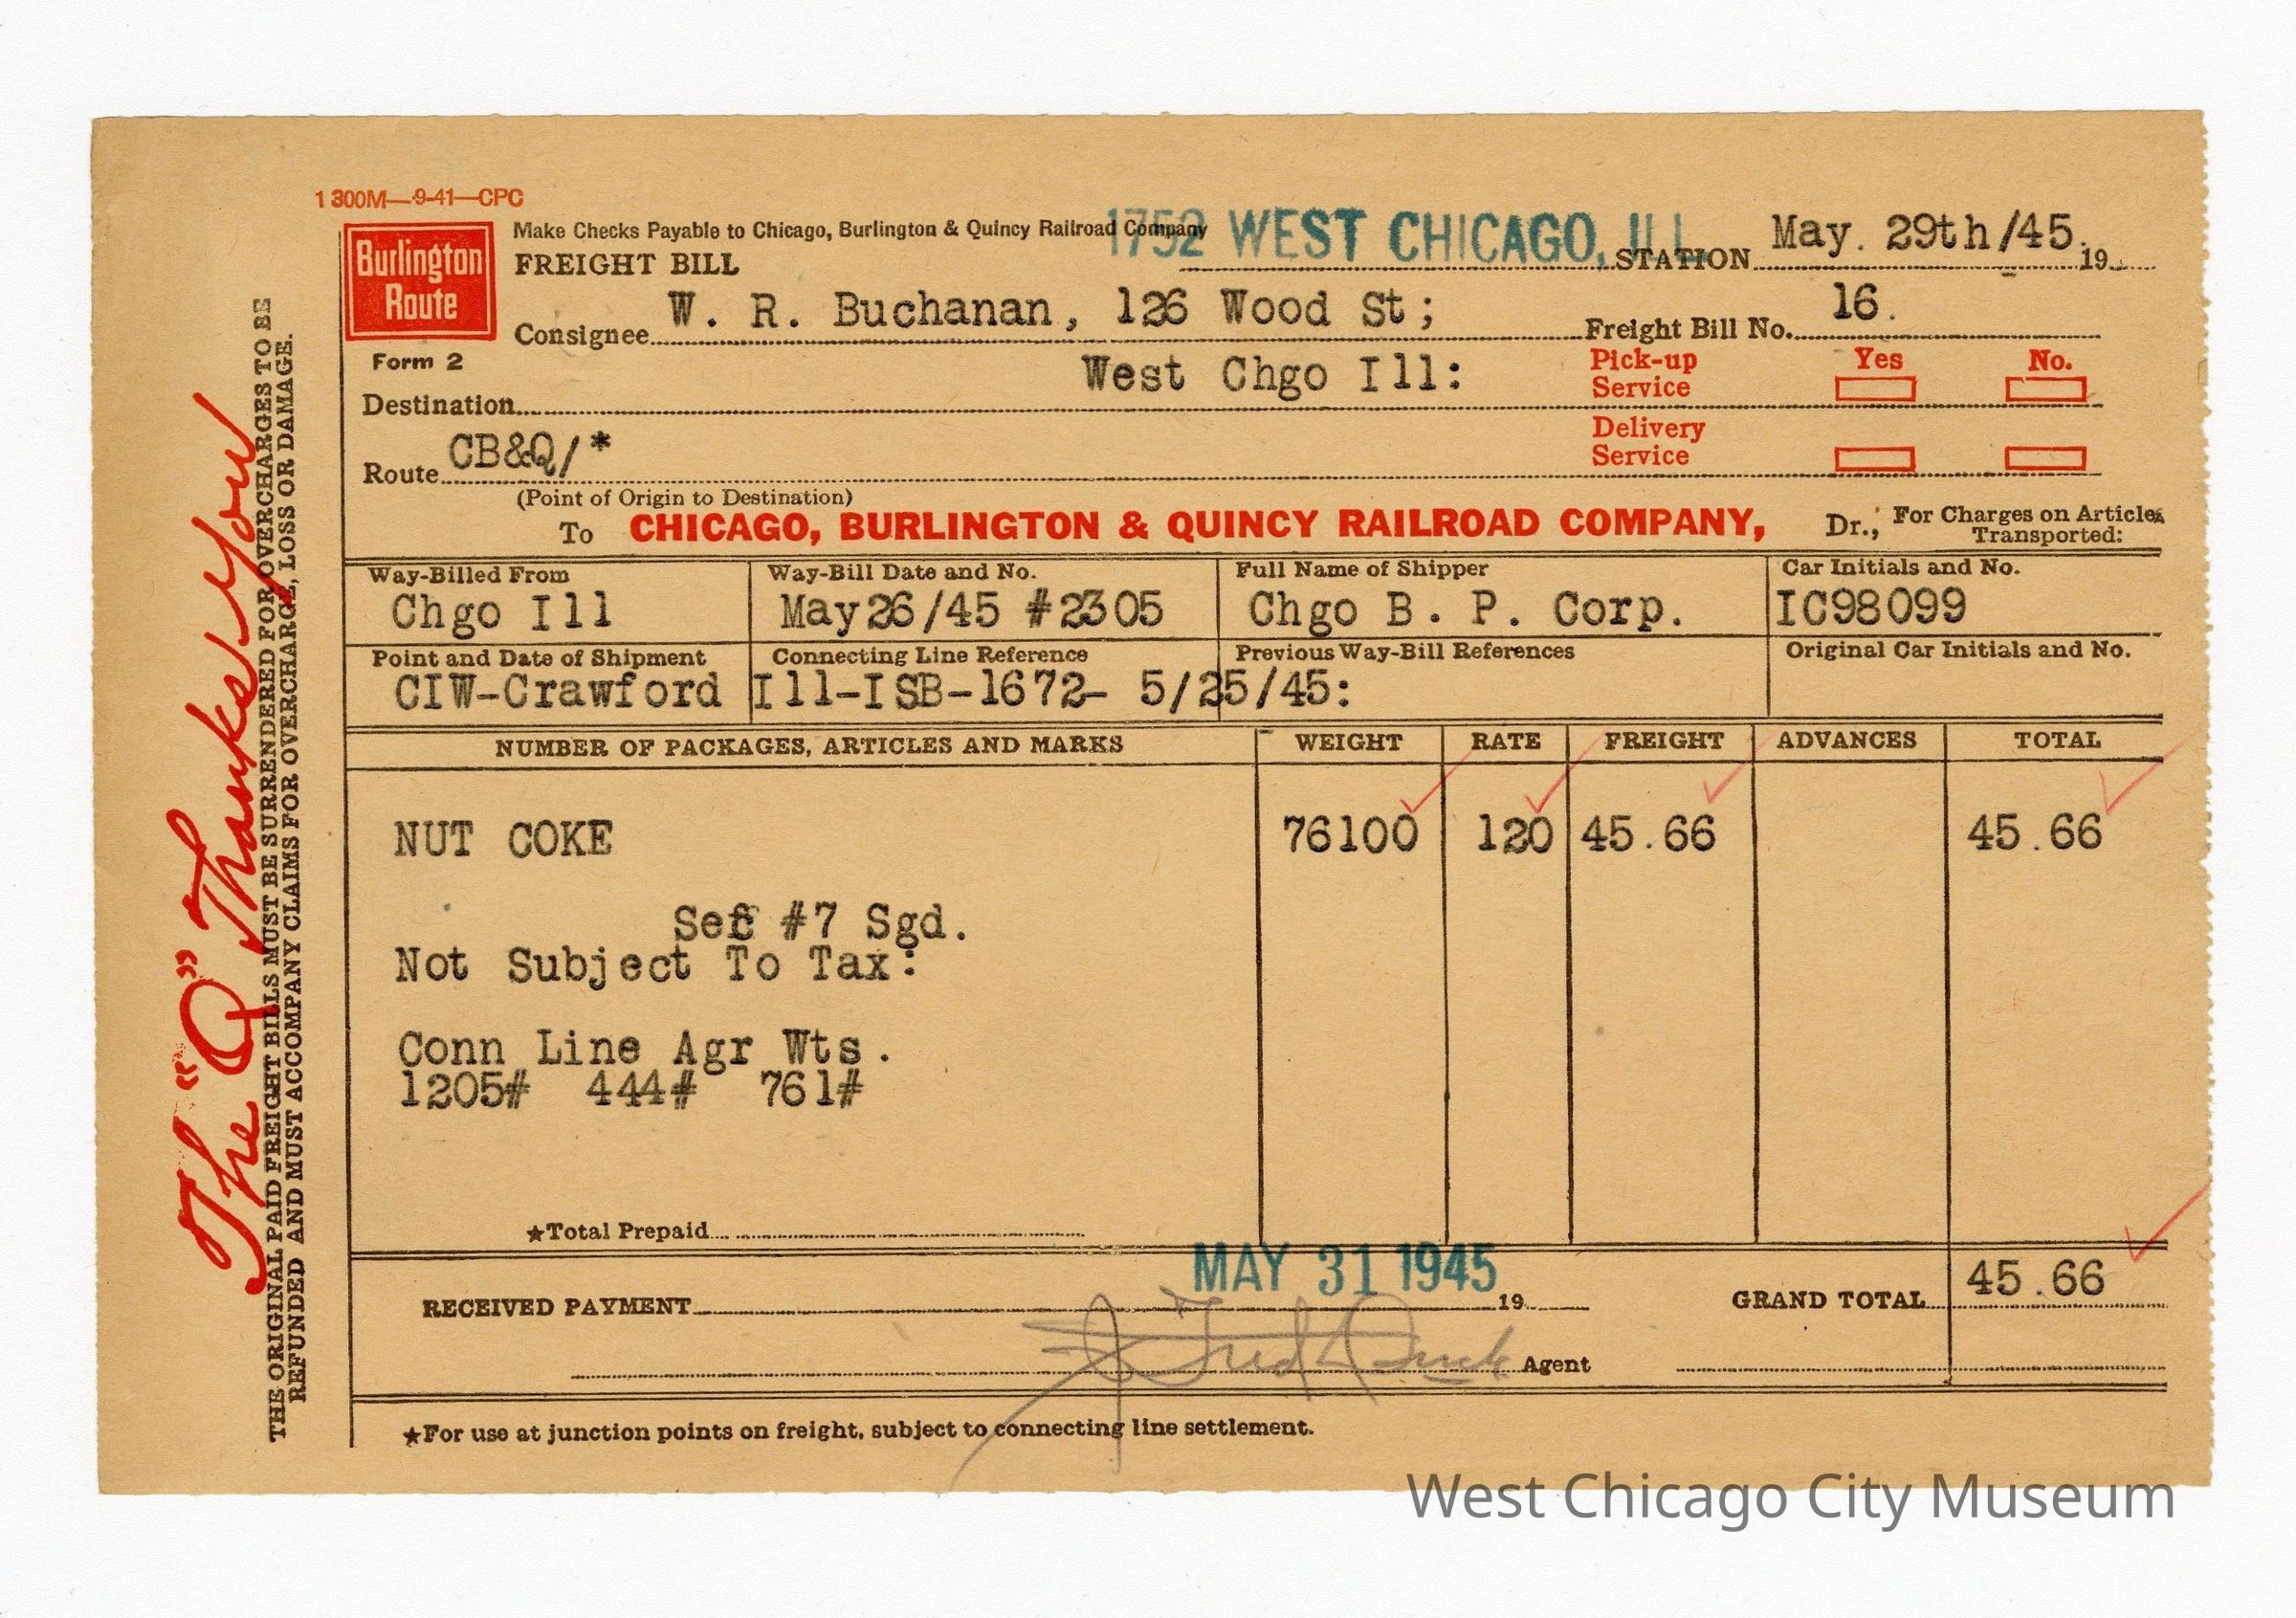 1 300M—9-41—CPC
Burlington
Route
Form 2
Make Checks Payable to Chicago, Burlington & Quincy Railroad Company
FREIGHT BILL
1752 WEST CHICAGO, ILL. STATION May. 29th/45. 19
Consignee W. R. Buchanan, 126 Wood St; Freight Bill No. 16.
West Chgo Ill:
Pick-up Service Yes No.
Destination
Delivery Service
Route CB&Q/*
(Point of Origin to Destination)
To CHICAGO, BURLINGTON & QUINCY RAILROAD COMPANY, Dr., For Charges on Articles Transported:
Way-Billed From Way-Bill Date and No. Full Name of Shipper Car Initials and No.
Chgo Ill May26/45 #2305 Chgo B. P. Corp. IC98099
Point and Date of Shipment Connecting Line Reference Previous Way-Bill References Original Car Initials and No.
CIW-Crawford Ill-ISB-1672- 5/25/45:
NUMBER OF PACKAGES, ARTICLES AND MARKS WEIGHT RATE FREIGHT ADVANCES TOTAL
NUT COKE 76100 120 45.66 45.66
#7 Sgd.
Not Subject To Tax:
Conn Line Agr Wts.
1205# 444# 761#
★Total Prepaid
MAY 31 1945
RECEIVED PAYMENT 19 GRAND TOTAL 45.66
Agent
★For use at junction points on freight, subject to connecting line settlement.
The "Q" Thanks You
THE ORIGINAL PAID FREIGHT BILLS MUST BE SURRENDERED FOR OVERCHARGES TO BE
REFUNDED AND MUST ACCOMPANY CLAIMS FOR OVERCHARGE, LOSS OR DAMAGE.
West Chicago City Museum